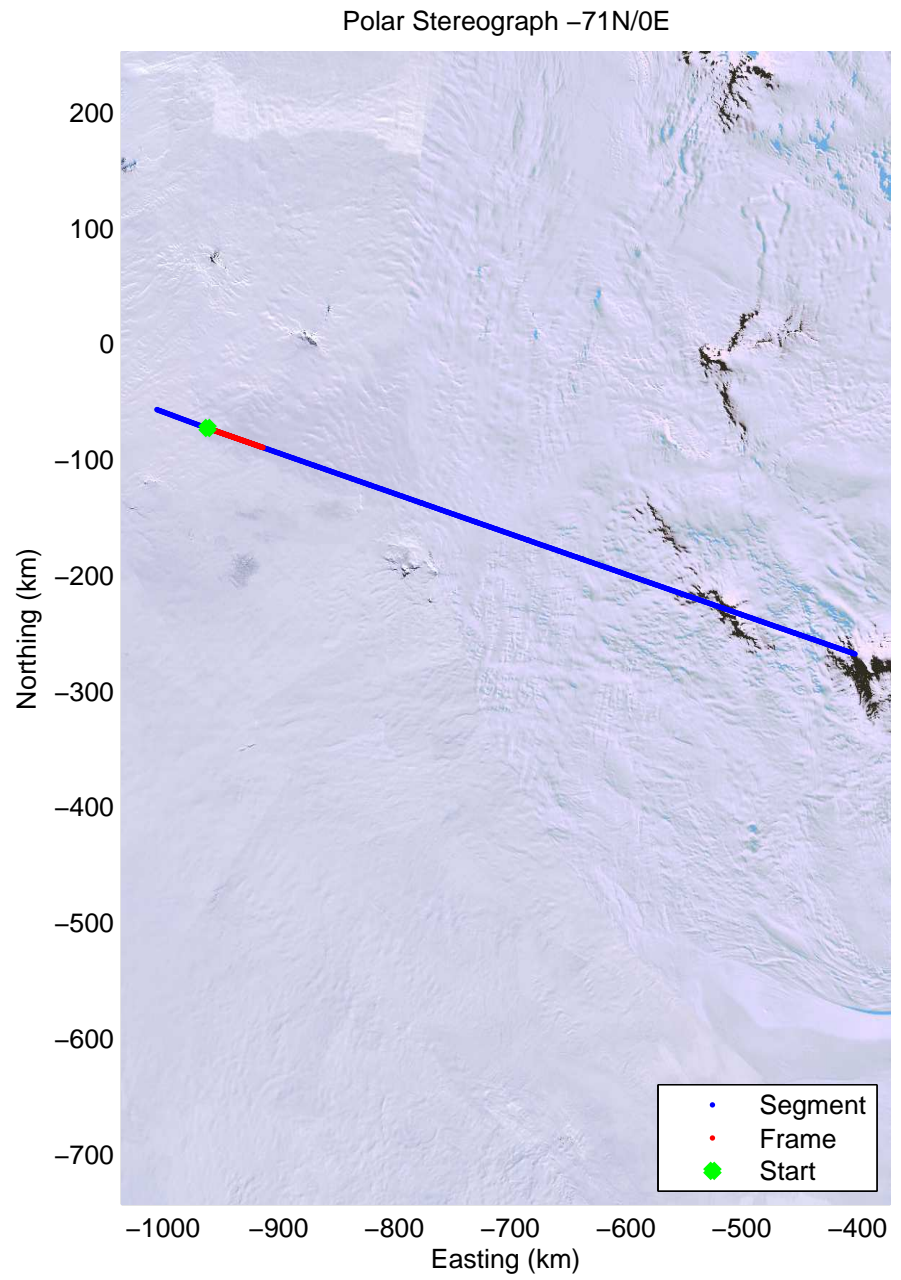 Polar Stereograph −71N/0E
200
100
0
−100
−200
−300
−400
−500
−600
−700
Northing (km)
Segment
Frame
Start
−1000 −900 −800 −700 −600 −500 −400
Easting (km)